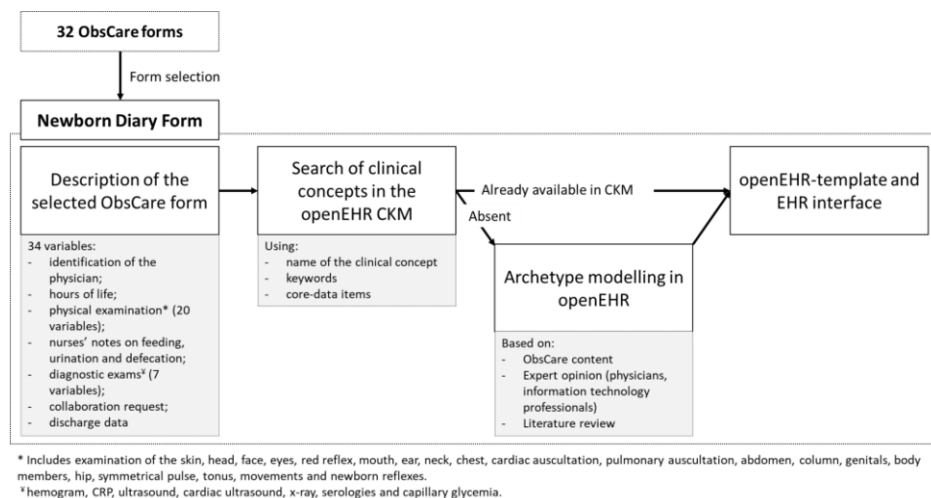 32 ObsCare forms
Form selection
Newborn Diary Form
Description of the
selected ObsCare form
34 variables:
- identification of the
physician;
- hours of life;
- physical examination* (20
variables);
- nurses' notes on feeding,
urination and defecation;
- diagnostic exams¥ (7
variables);
- collaboration request;
- discharge data
Search of clinical
concepts in the
openEHR CKM
Using:
- name of the clinical concept
- keywords
- core-data items
Already available in CKM
Absent
Archetype modelling in
openEHR
Based on:
- ObsCare content
- Expert opinion (physicians,
information technology
professionals)
- Literature review
openEHR-template and
EHR interface
* Includes examination of the skin, head, face, eyes, red reflex, mouth, ear, neck, chest, cardiac auscultation, pulmonary auscultation, abdomen, column, genitals, body
members, hip, symmetrical pulse, tonus, movements and newborn reflexes.
¥hemogram, CRP, ultrasound, cardiac ultrasound, x-ray, serologies and capillary glycemia.